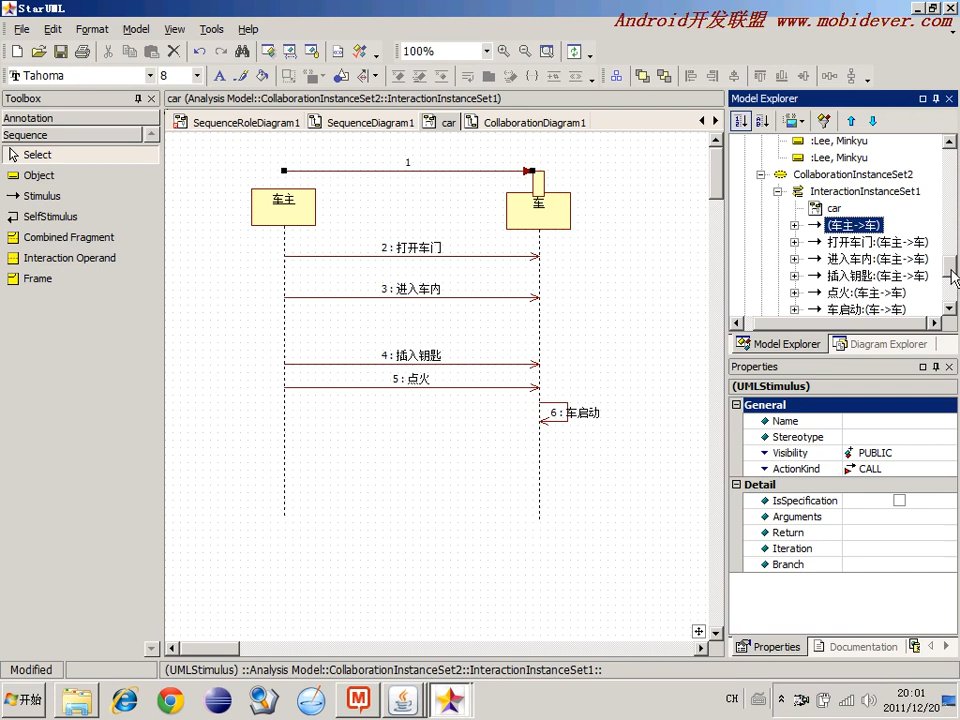 StarUML
Android开发联盟 www.mobidever.com
File Edit Format Model View Tools Help
100%
Tahoma 8
Toolbox
car (Analysis Model::CollaborationInstanceSet2::InteractionInstanceSet1)
Model Explorer
Annotation
Sequence
Select
Object
Stimulus
SelfStimulus
Combined Fragment
Interaction Operand
Frame
SequenceRoleDiagram1 SequenceDiagram1 car CollaborationDiagram1
1
车主
车
2 : 打开车门
3 : 进入车内
4 : 插入钥匙
5 : 点火
6 : 车启动
:Lee, Minkyu
:Lee, Minkyu
CollaborationInstanceSet2
InteractionInstanceSet1
car
(车主->车)
打开车门:(车主->车)
进入车内:(车主->车)
插入钥匙:(车主->车)
点火:(车主->车)
车启动:(车->车)
Model Explorer Diagram Explorer
Properties
(UMLStimulus)
General
Name
Stereotype
Visibility PUBLIC
ActionKind CALL
Detail
IsSpecification
Arguments
Return
Iteration
Branch
Properties Documentation
Modified
(UMLStimulus) ::Analysis Model::CollaborationInstanceSet2::InteractionInstanceSet1::
开始
CH
20:01
2011/12/20